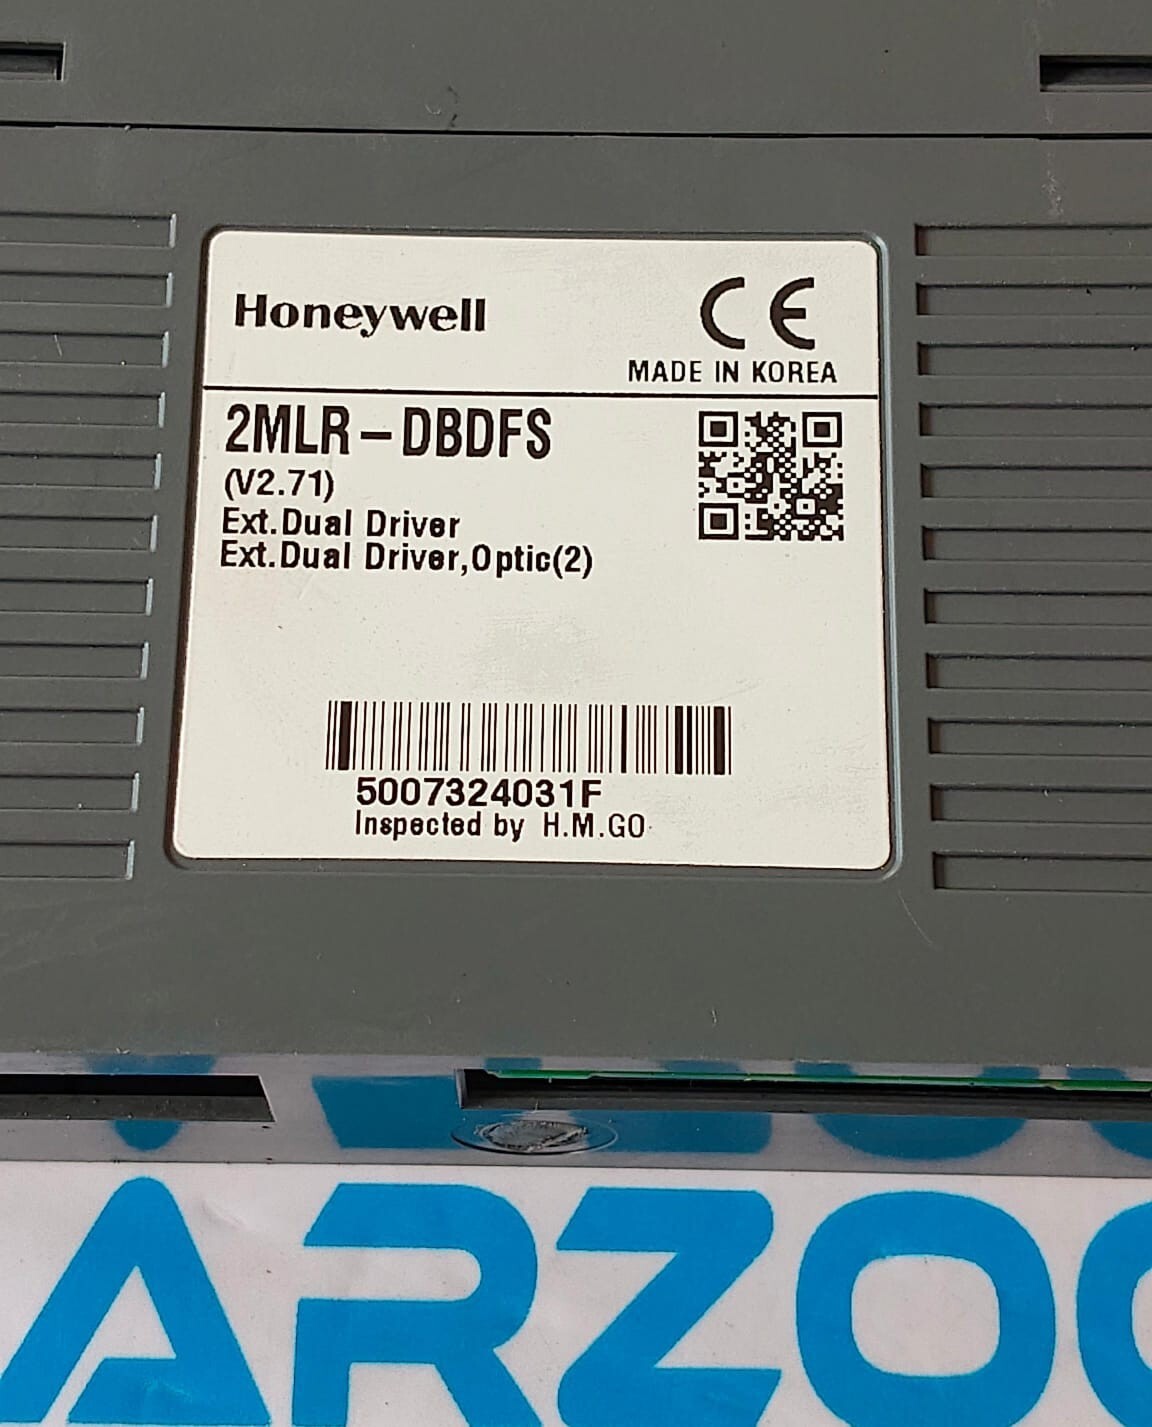 Honeywell
CE
MADE IN KOREA
2MLR-DBDFS
(V2.71)
Ext.Dual Driver
Ext.Dual Driver,Optic(2)
5007324031F
Inspected by H.M.GO
ARZOO